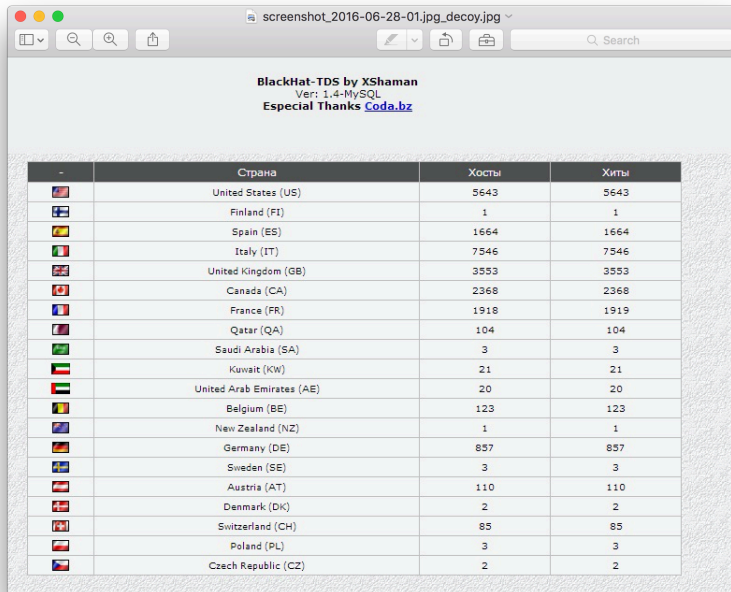 screenshot_2016-06-28-01.jpg_decoy.jpg
Search
BlackHat-TDS by XShaman
Ver: 1.4-MySQL
Especial Thanks Coda.bz
- Страна Хосты Хиты
United States (US) 5643 5643
Finland (FI) 1 1
Spain (ES) 1664 1664
Italy (IT) 7546 7546
United Kingdom (GB) 3553 3553
Canada (CA) 2368 2368
France (FR) 1918 1919
Qatar (QA) 104 104
Saudi Arabia (SA) 3 3
Kuwait (KW) 21 21
United Arab Emirates (AE) 20 20
Belgium (BE) 123 123
New Zealand (NZ) 1 1
Germany (DE) 857 857
Sweden (SE) 3 3
Austria (AT) 110 110
Denmark (DK) 2 2
Switzerland (CH) 85 85
Poland (PL) 3 3
Czech Republic (CZ) 2 2